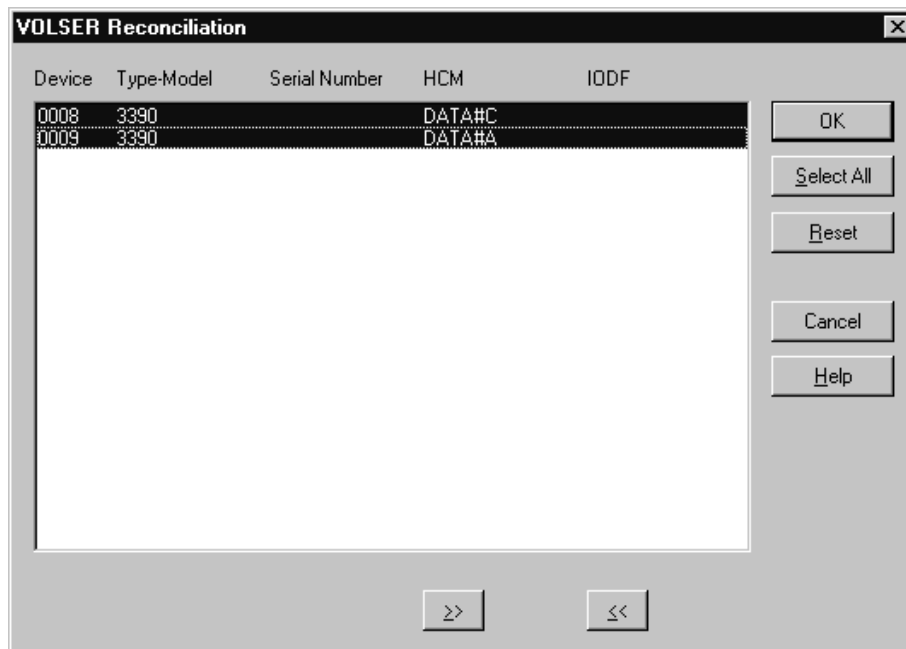 VOLSER Reconciliation
Device Type-Model Serial Number HCM IODF
0008 3390 DATA#C
0009 3390 DATA#A
OK
Select All
Reset
Cancel
Help
>> <<